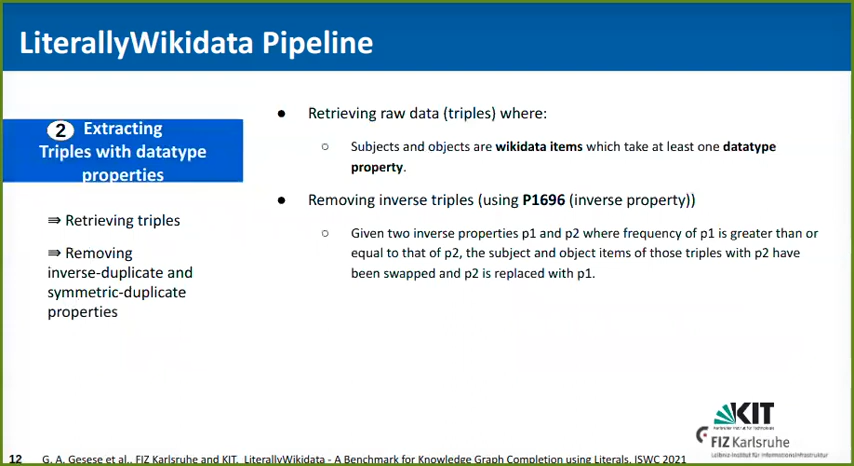 LiterallyWikidata Pipeline
2 Extracting
Triples with datatype
properties
⇛ Retrieving triples
⇛ Removing
inverse-duplicate and
symmetric-duplicate
properties
● Retrieving raw data (triples) where:
○ Subjects and objects are wikidata items which take at least one datatype
property.
● Removing inverse triples (using P1696 (inverse property))
○ Given two inverse properties p1 and p2 where frequency of p1 is greater than or
equal to that of p2, the subject and object items of those triples with p2 have
been swapped and p2 is replaced with p1.
KIT
FIZ Karlsruhe
Leibniz-Institut für Informationsinfrastruktur
12 G. A. Gesese et al., FIZ Karlsruhe and KIT, LiterallyWikidata - A Benchmark for Knowledge Graph Completion using Literals, ISWC 2021